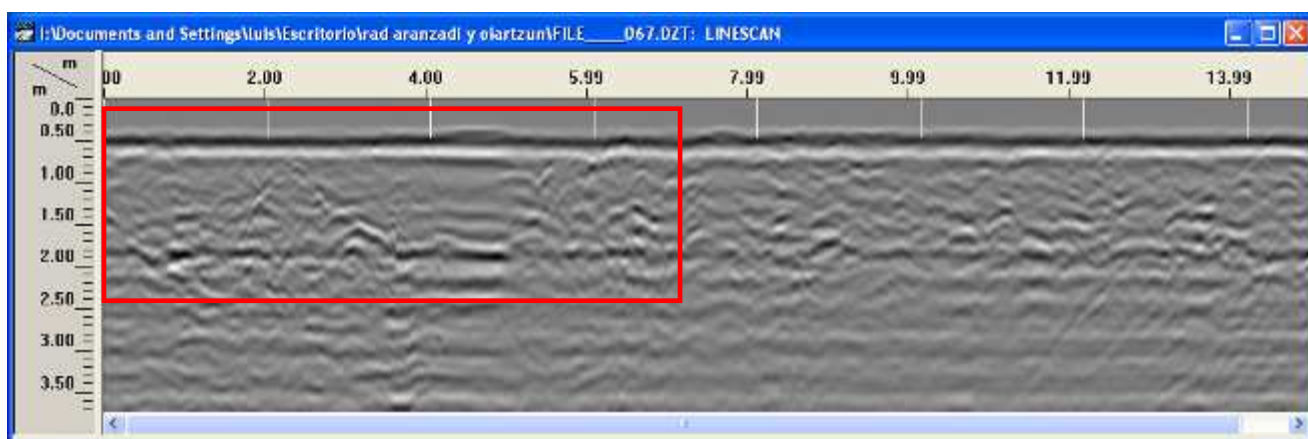 I:\Documents and Settings\luis\Escritorio\rad aranzadi y oiartzun\FILE____067.DZT: LINESCAN
m
m
00 2.00 4.00 5.99 7.99 9.99 11.99 13.99
0.0
0.50
1.00
1.50
2.00
2.50
3.00
3.50